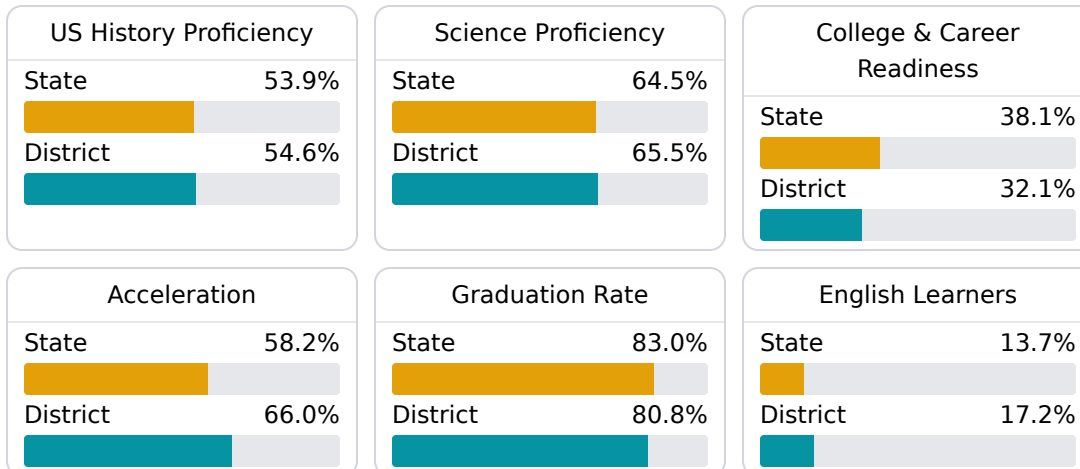 US History Proficiency
State 53.9%
District 54.6%
Science Proficiency
State 64.5%
District 65.5%
College & Career
Readiness
State 38.1%
District 32.1%
Acceleration
State 58.2%
District 66.0%
Graduation Rate
State 83.0%
District 80.8%
English Learners
State 13.7%
District 17.2%